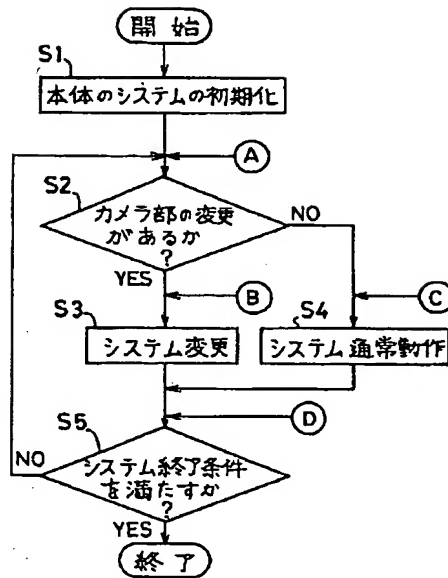 開始
S1
本体のシステムの初期化
A
S2
カメラ部の変更
があるか
?
NO
YES
B
C
S3
システム変更
S4
システム通常動作
D
S5
システム終了条件
を満たすか
?
NO
YES
終了